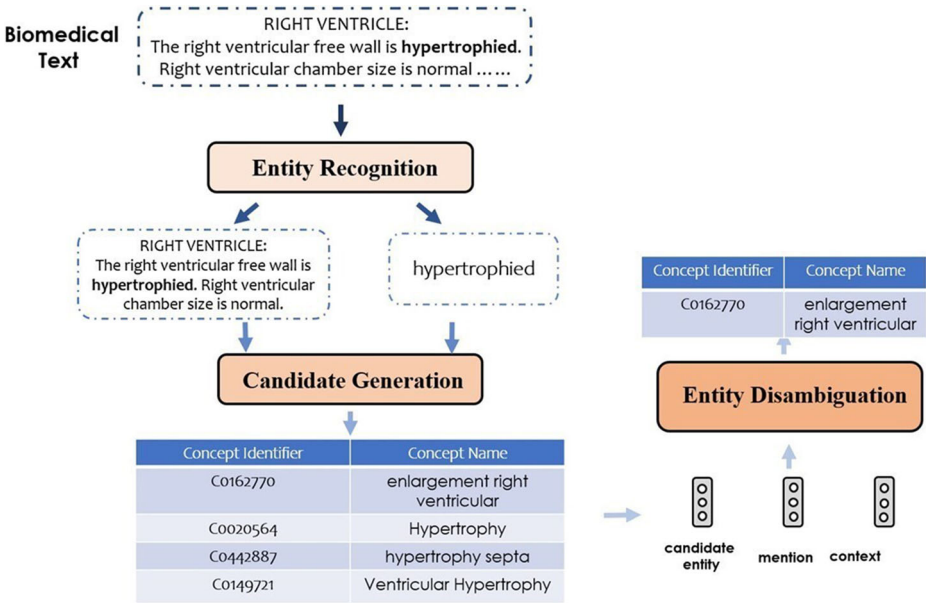 Biomedical
Text
RIGHT VENTRICLE:
The right ventricular free wall is hypertrophied.
Right ventricular chamber size is normal ......
Entity Recognition
RIGHT VENTRICLE:
The right ventricular free wall is
hypertrophied. Right ventricular
chamber size is normal.
hypertrophied
Candidate Generation
Concept Identifier Concept Name
C0162770 enlargement right
ventricular
C0020564 Hypertrophy
C0442887 hypertrophy septa
C0149721 Ventricular Hypertrophy
candidate
entity
mention
context
Entity Disambiguation
Concept Identifier Concept Name
C0162770 enlargement
right ventricular